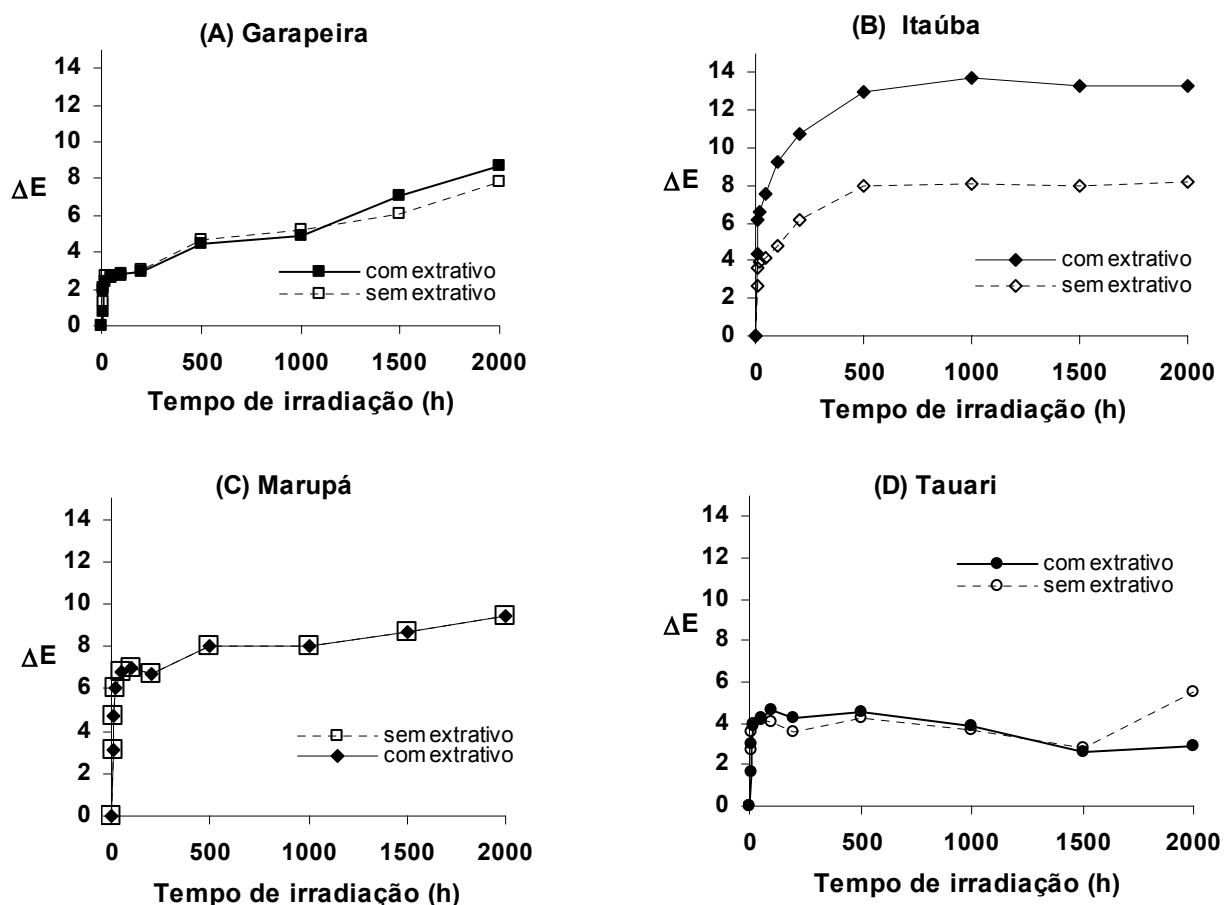 (A) Garapeira
14
12
10
8
6
4
2
0
ΔE
com extrativo
sem extrativo
0 500 1000 1500 2000
Tempo de irradiação (h)
(B) Itaúba
14
12
10
8
6
4
2
0
ΔE
com extrativo
sem extrativo
0 500 1000 1500 2000
Tempo de irradiação (h)
(C) Marupá
14
12
10
8
6
4
2
0
ΔE
sem extrativo
com extrativo
0 500 1000 1500 2000
Tempo de irradiação (h)
(D) Tauari
14
12
10
8
6
4
2
0
ΔE
com extrativo
sem extrativo
0 500 1000 1500 2000
Tempo de irradiação (h)